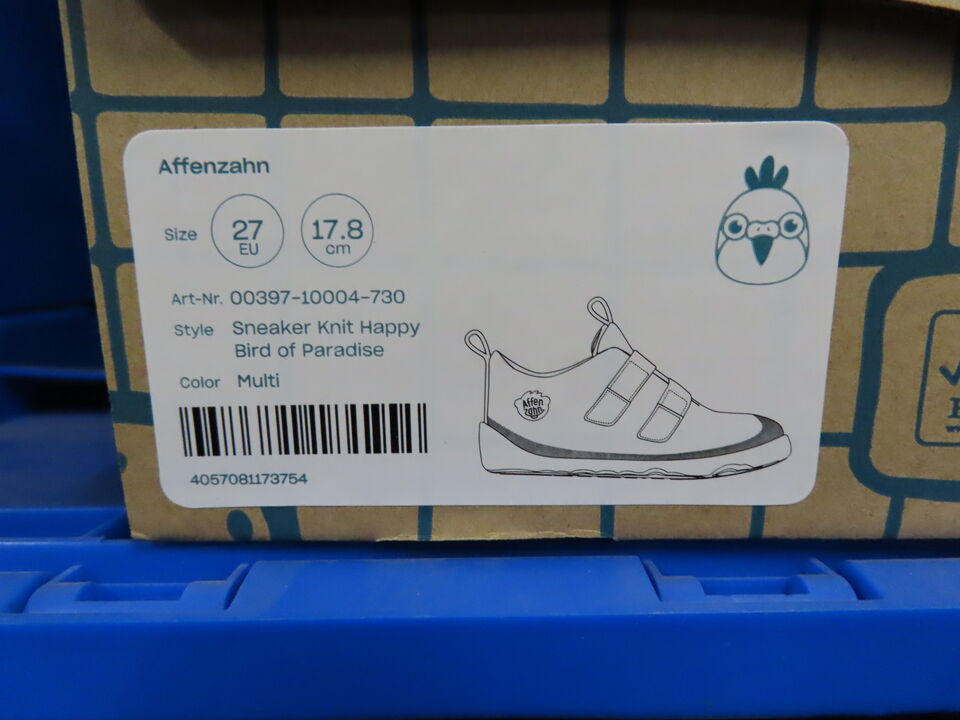 Affenzahn
Size 27 EU 17.8 cm
Art-Nr. 00397-10004-730
Style Sneaker Knit Happy
Bird of Paradise
Color Multi
4057081173754
Affen
zahn